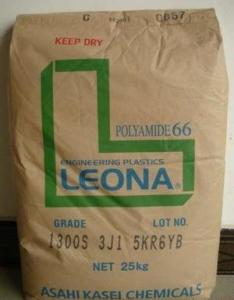 KEEP DRY
POLYAMIDE 66
ENGINEERING PLASTICS
LEONA®
GRADE LOT NO.
1300S 3J1 5KR6YB
NET 25kg
ASAHI KASEI CHEMICALS